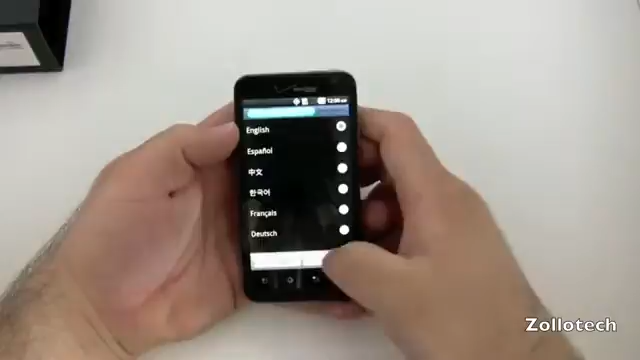 English
Español
中文
한국어
Français
Deutsch
Zollotech